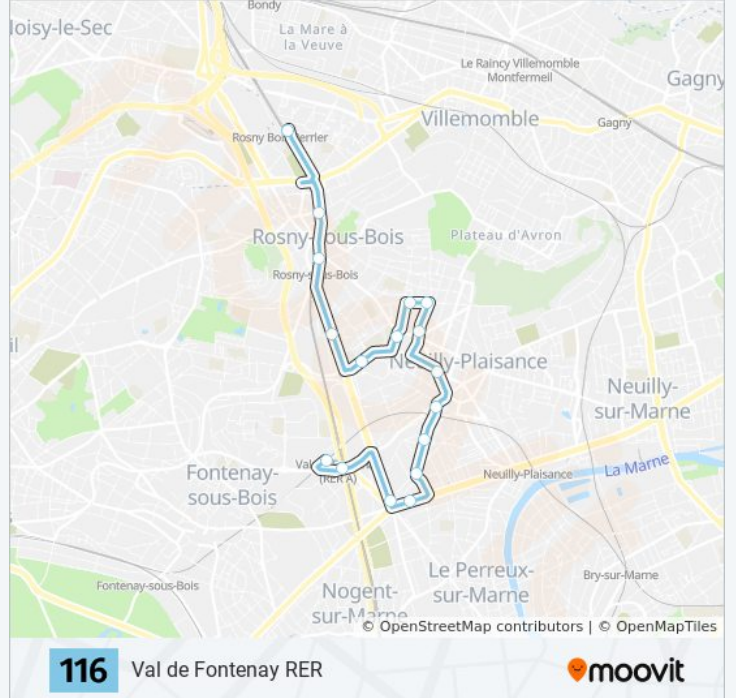 Bondy
loisy-le-Sec
La Mare à
la Veuve
Le Raincy Villemomble
Montfermeil
Gagny
Villemomble
Gagny
Rosny Bois Perrier
Rosny-sous-Bois
Plateau d'Avron
Rosny-sous-Bois
il
Neuilly-Plaisance
Neuilly-
sur-Marne
Val
(RER A)
Fontenay-
sous-Bois
Neuilly-Plaisance
La Marne
Le Perreux-
sur-Marne
Bry-sur-Marne
Fontenay-sous-Bois
Nogent-
sur-Marne
© OpenStreetMap contributors | © OpenMapTiles
116
Val de Fontenay RER
moovit